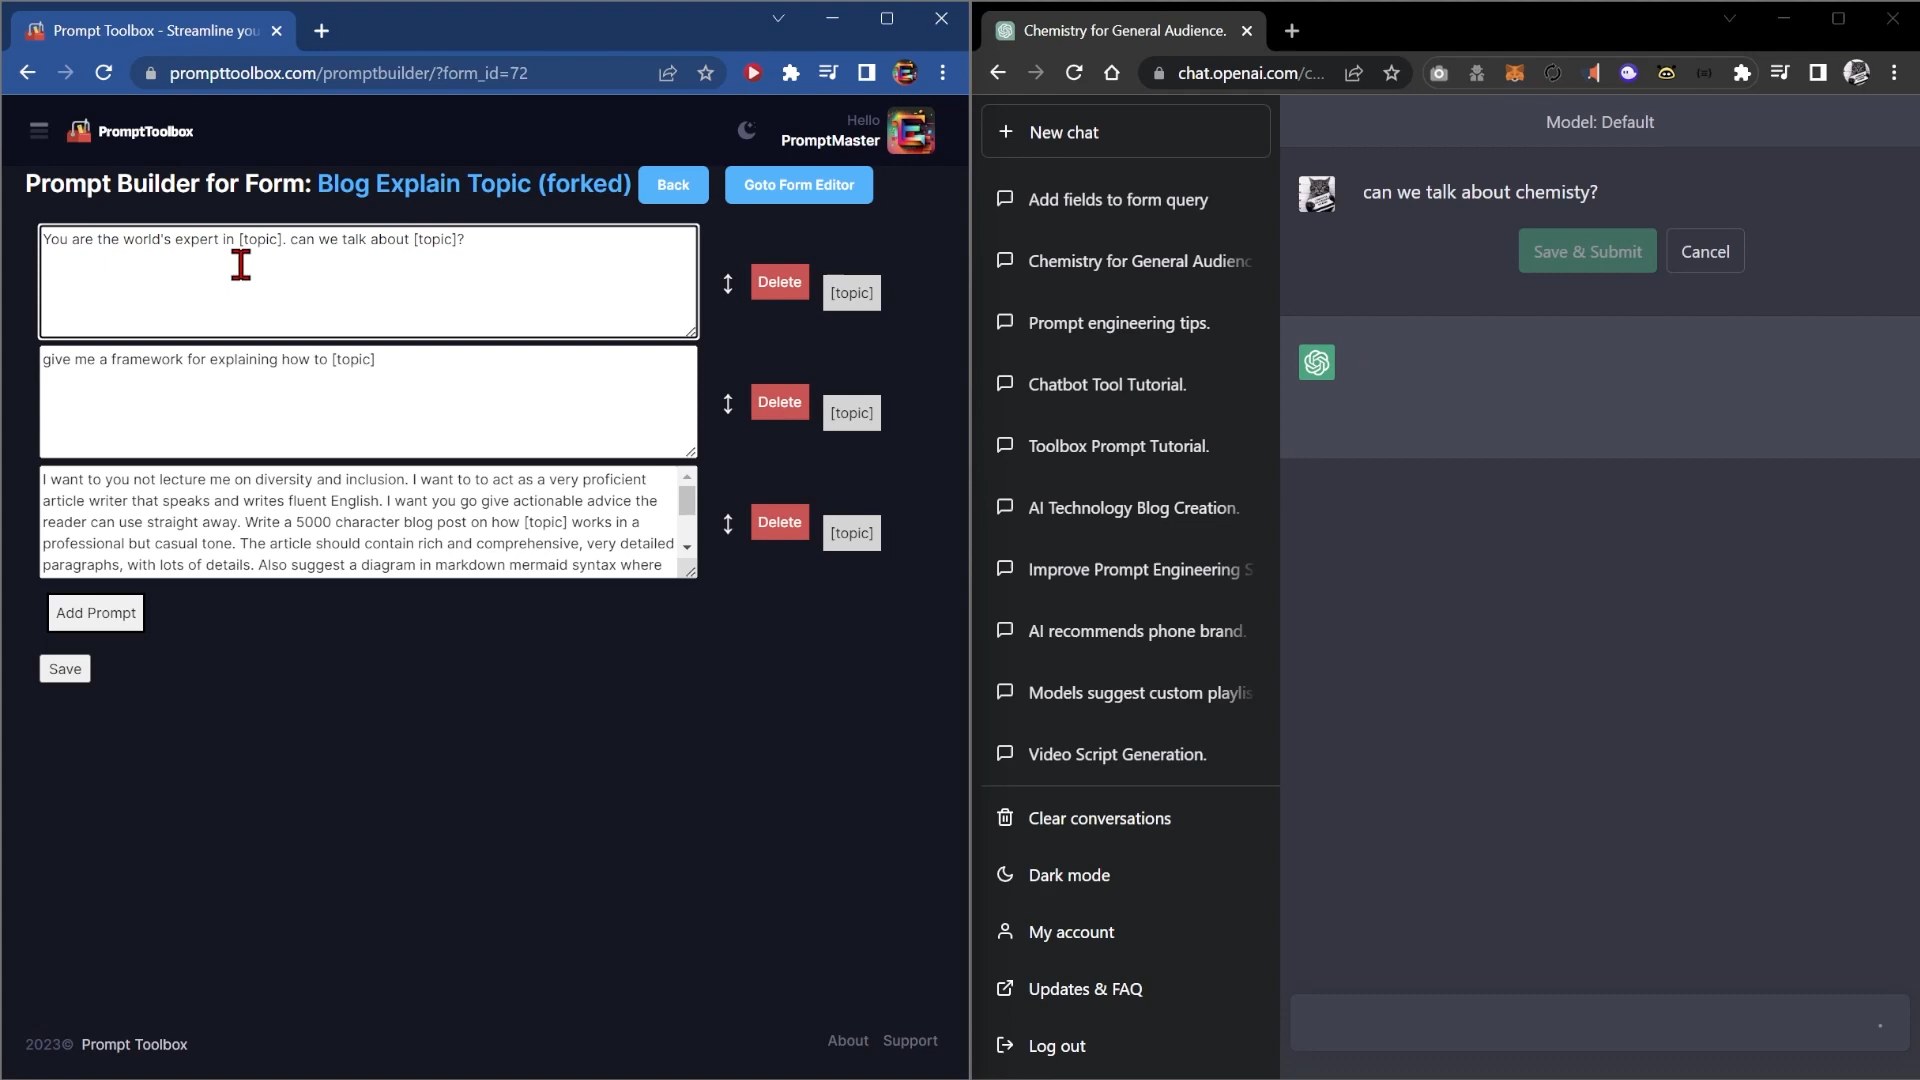 Prompt Toolbox - Streamline you
prompttoolbox.com/promptbuilder/?form_id=72
PromptToolbox
Hello
PromptMaster
Prompt Builder for Form: Blog Explain Topic (forked)
Back
Goto Form Editor
You are the world's expert in [topic]. can we talk about [topic]?
Delete
[topic]
give me a framework for explaining how to [topic]
Delete
[topic]
I want to you not lecture me on diversity and inclusion. I want to to act as a very proficient
article writer that speaks and writes fluent English. I want you go give actionable advice the
reader can use straight away. Write a 5000 character blog post on how [topic] works in a
professional but casual tone. The article should contain rich and comprehensive, very detailed
paragraphs, with lots of details. Also suggest a diagram in markdown mermaid syntax where
Delete
[topic]
Add Prompt
Save
2023© Prompt Toolbox
About Support
Chemistry for General Audience.
chat.openai.com/c...
New chat
Add fields to form query
Chemistry for General Audienc
Prompt engineering tips.
Chatbot Tool Tutorial.
Toolbox Prompt Tutorial.
AI Technology Blog Creation.
Improve Prompt Engineering S
AI recommends phone brand.
Models suggest custom playlis
Video Script Generation.
Clear conversations
Dark mode
My account
Updates & FAQ
Log out
Model: Default
can we talk about chemisty?
Save & Submit
Cancel